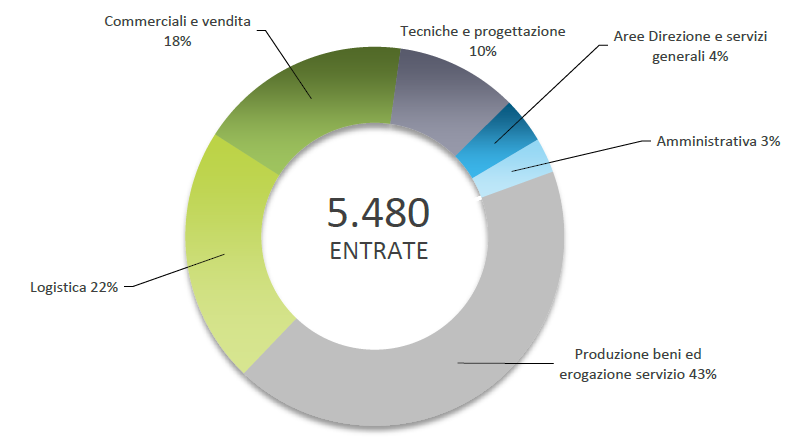 Commerciali e vendita
18%
Tecniche e progettazione
10%
Aree Direzione e servizi
generali 4%
Amministrativa 3%
5.480
ENTRATE
Logistica 22%
Produzione beni ed
erogazione servizio 43%